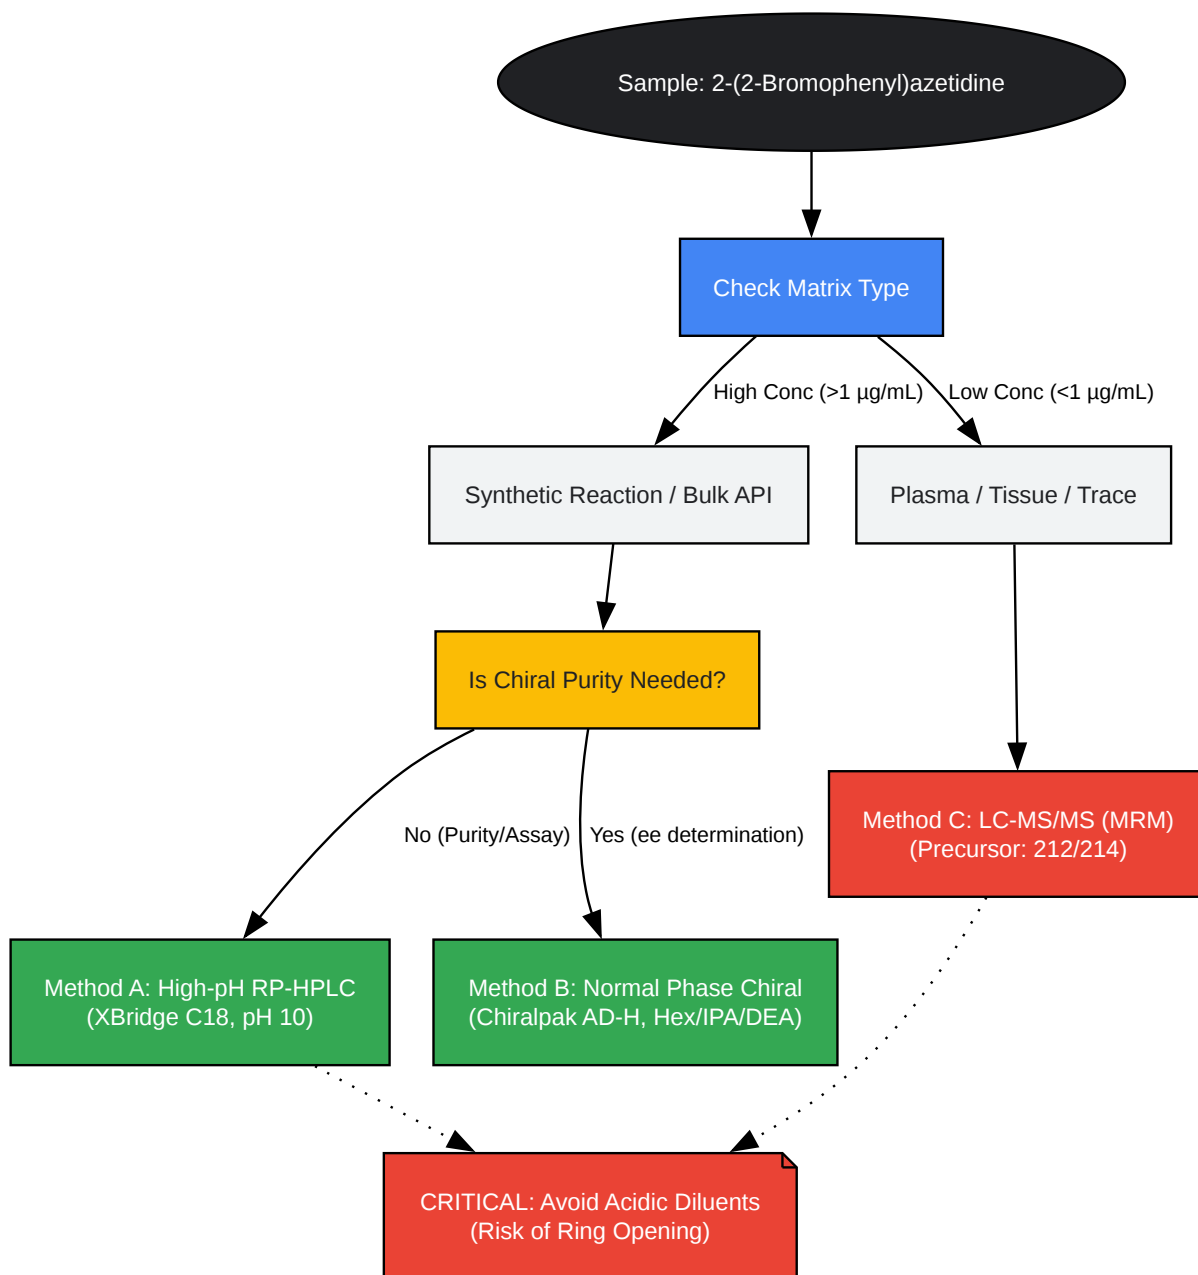 Sample: 2-(2-Bromophenyl)azetidine
Check Matrix Type
High Conc (>1 µg/mL)
Low Conc (<1 µg/mL)
Synthetic Reaction / Bulk API
Plasma / Tissue / Trace
Is Chiral Purity Needed?
No (Purity/Assay)
Yes (ee determination)
Method C: LC-MS/MS (MRM)
(Precursor: 212/214)
Method A: High-pH RP-HPLC
(XBridge C18, pH 10)
Method B: Normal Phase Chiral
(Chiralpak AD-H, Hex/IPA/DEA)
CRITICAL: Avoid Acidic Diluents
(Risk of Ring Opening)